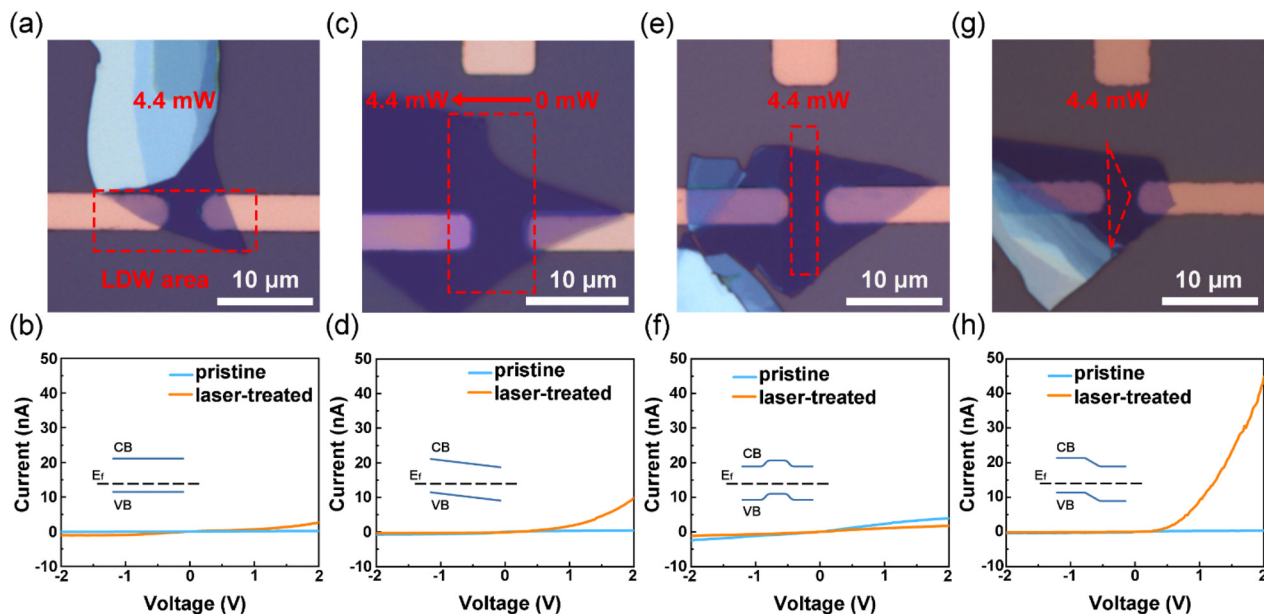 (a)
4.4 mW
LDW area
10 μm
(c)
4.4 mW 0 mW
10 μm
(e)
4.4 mW
10 μm
(g)
4.4 mW
10 μm
(b)
50
40
30
20
10
0
-10
Current (nA)
pristine
laser-treated
CB
Ef
VB
-2 -1 0 1 2
Voltage (V)
(d)
50
40
30
20
10
0
-10
Current (nA)
pristine
laser-treated
CB
Ef
VB
-2 -1 0 1 2
Voltage (V)
(f)
50
40
30
20
10
0
-10
Current (nA)
pristine
laser-treated
CB
Ef
VB
-2 -1 0 1 2
Voltage (V)
(h)
50
40
30
20
10
0
-10
Current (nA)
pristine
laser-treated
CB
Ef
VB
-2 -1 0 1 2
Voltage (V)